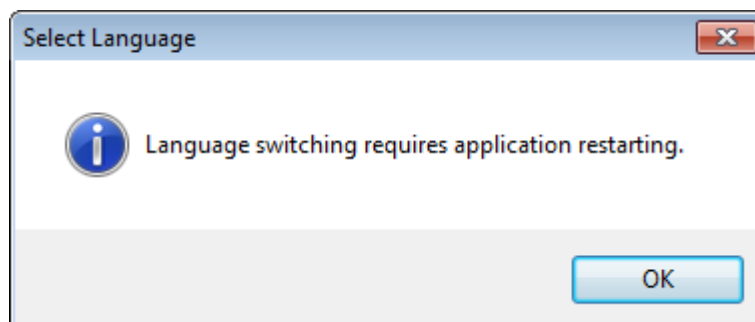 Select Language
Language switching requires application restarting.
OK